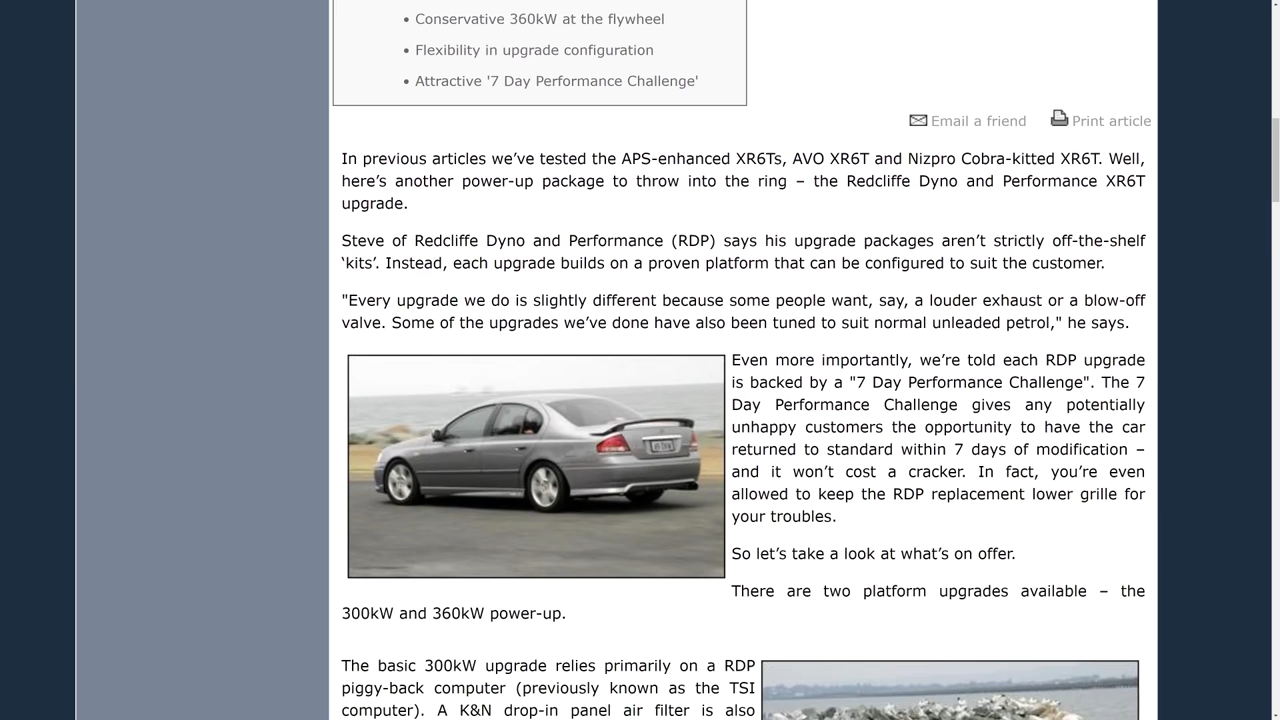 • Conservative 360kW at the flywheel
• Flexibility in upgrade configuration
• Attractive '7 Day Performance Challenge'
Email a friend Print article
In previous articles we’ve tested the APS-enhanced XR6Ts, AVO XR6T and Nizpro Cobra-kitted XR6T. Well,
here’s another power-up package to throw into the ring – the Redcliffe Dyno and Performance XR6T
upgrade.
Steve of Redcliffe Dyno and Performance (RDP) says his upgrade packages aren’t strictly off-the-shelf
‘kits’. Instead, each upgrade builds on a proven platform that can be configured to suit the customer.
"Every upgrade we do is slightly different because some people want, say, a louder exhaust or a blow-off
valve. Some of the upgrades we’ve done have also been tuned to suit normal unleaded petrol," he says.
Even more importantly, we’re told each RDP upgrade
is backed by a "7 Day Performance Challenge". The 7
Day Performance Challenge gives any potentially
unhappy customers the opportunity to have the car
returned to standard within 7 days of modification –
and it won’t cost a cracker. In fact, you’re even
allowed to keep the RDP replacement lower grille for
your troubles.
So let’s take a look at what’s on offer.
There are two platform upgrades available – the
300kW and 360kW power-up.
The basic 300kW upgrade relies primarily on a RDP
piggy-back computer (previously known as the TSI
computer). A K&N drop-in panel air filter is also